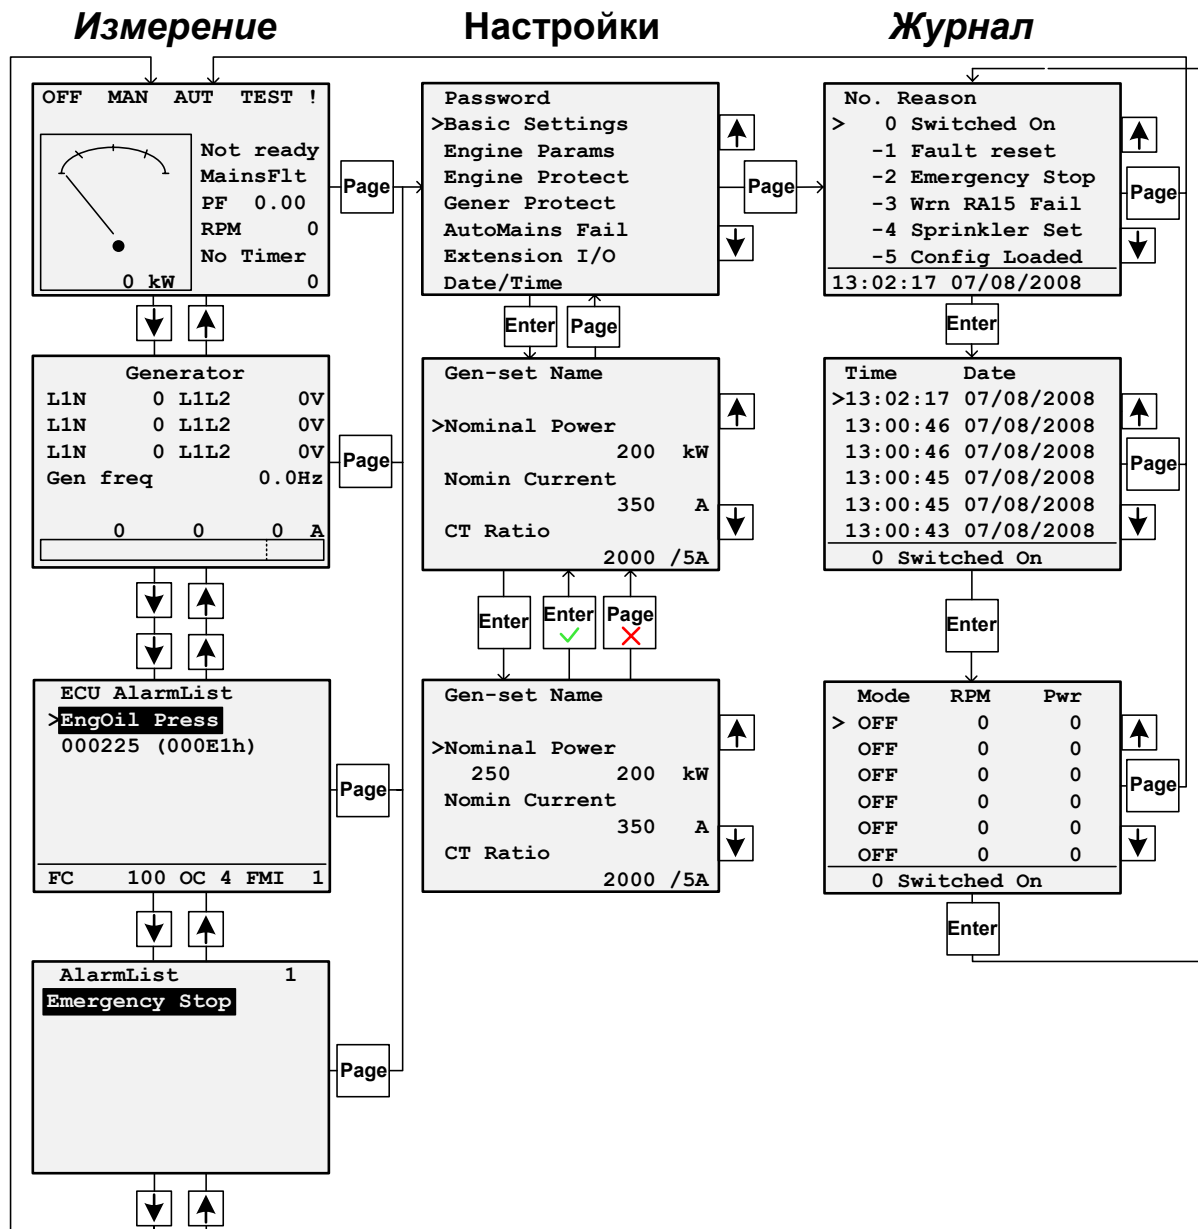 Измерение
OFF MAN AUT TEST !
Not ready
MainsFlt
PF 0.00
RPM 0
No Timer
0 kW 0
Page
Generator
L1N 0 L1L2 0V
L1N 0 L1L2 0V
L1N 0 L1L2 0V
Gen freq 0.0Hz
0 0 0 A
Page
ECU AlarmList
>EngOil Press
000225 (000E1h)
FC 100 OC 4 FMI 1
Page
AlarmList 1
Emergency Stop
Page
Настройки
Password
>Basic Settings
Engine Params
Engine Protect
Gener Protect
AutoMains Fail
Extension I/O
Date/Time
Page
Enter Page
Gen-set Name
>Nominal Power
200 kW
Nomin Current
350 A
CT Ratio
2000 /5A
Enter Enter Page
Gen-set Name
>Nominal Power
250 200 kW
Nomin Current
350 A
CT Ratio
2000 /5A
Журнал
No. Reason
> 0 Switched On
-1 Fault reset
-2 Emergency Stop
-3 Wrn RA15 Fail
-4 Sprinkler Set
-5 Config Loaded
13:02:17 07/08/2008
Page
Enter
Time Date
>13:02:17 07/08/2008
13:00:46 07/08/2008
13:00:46 07/08/2008
13:00:45 07/08/2008
13:00:45 07/08/2008
13:00:43 07/08/2008
0 Switched On
Page
Enter
Mode RPM Pwr
> OFF 0 0
OFF 0 0
OFF 0 0
OFF 0 0
OFF 0 0
OFF 0 0
0 Switched On
Page
Enter